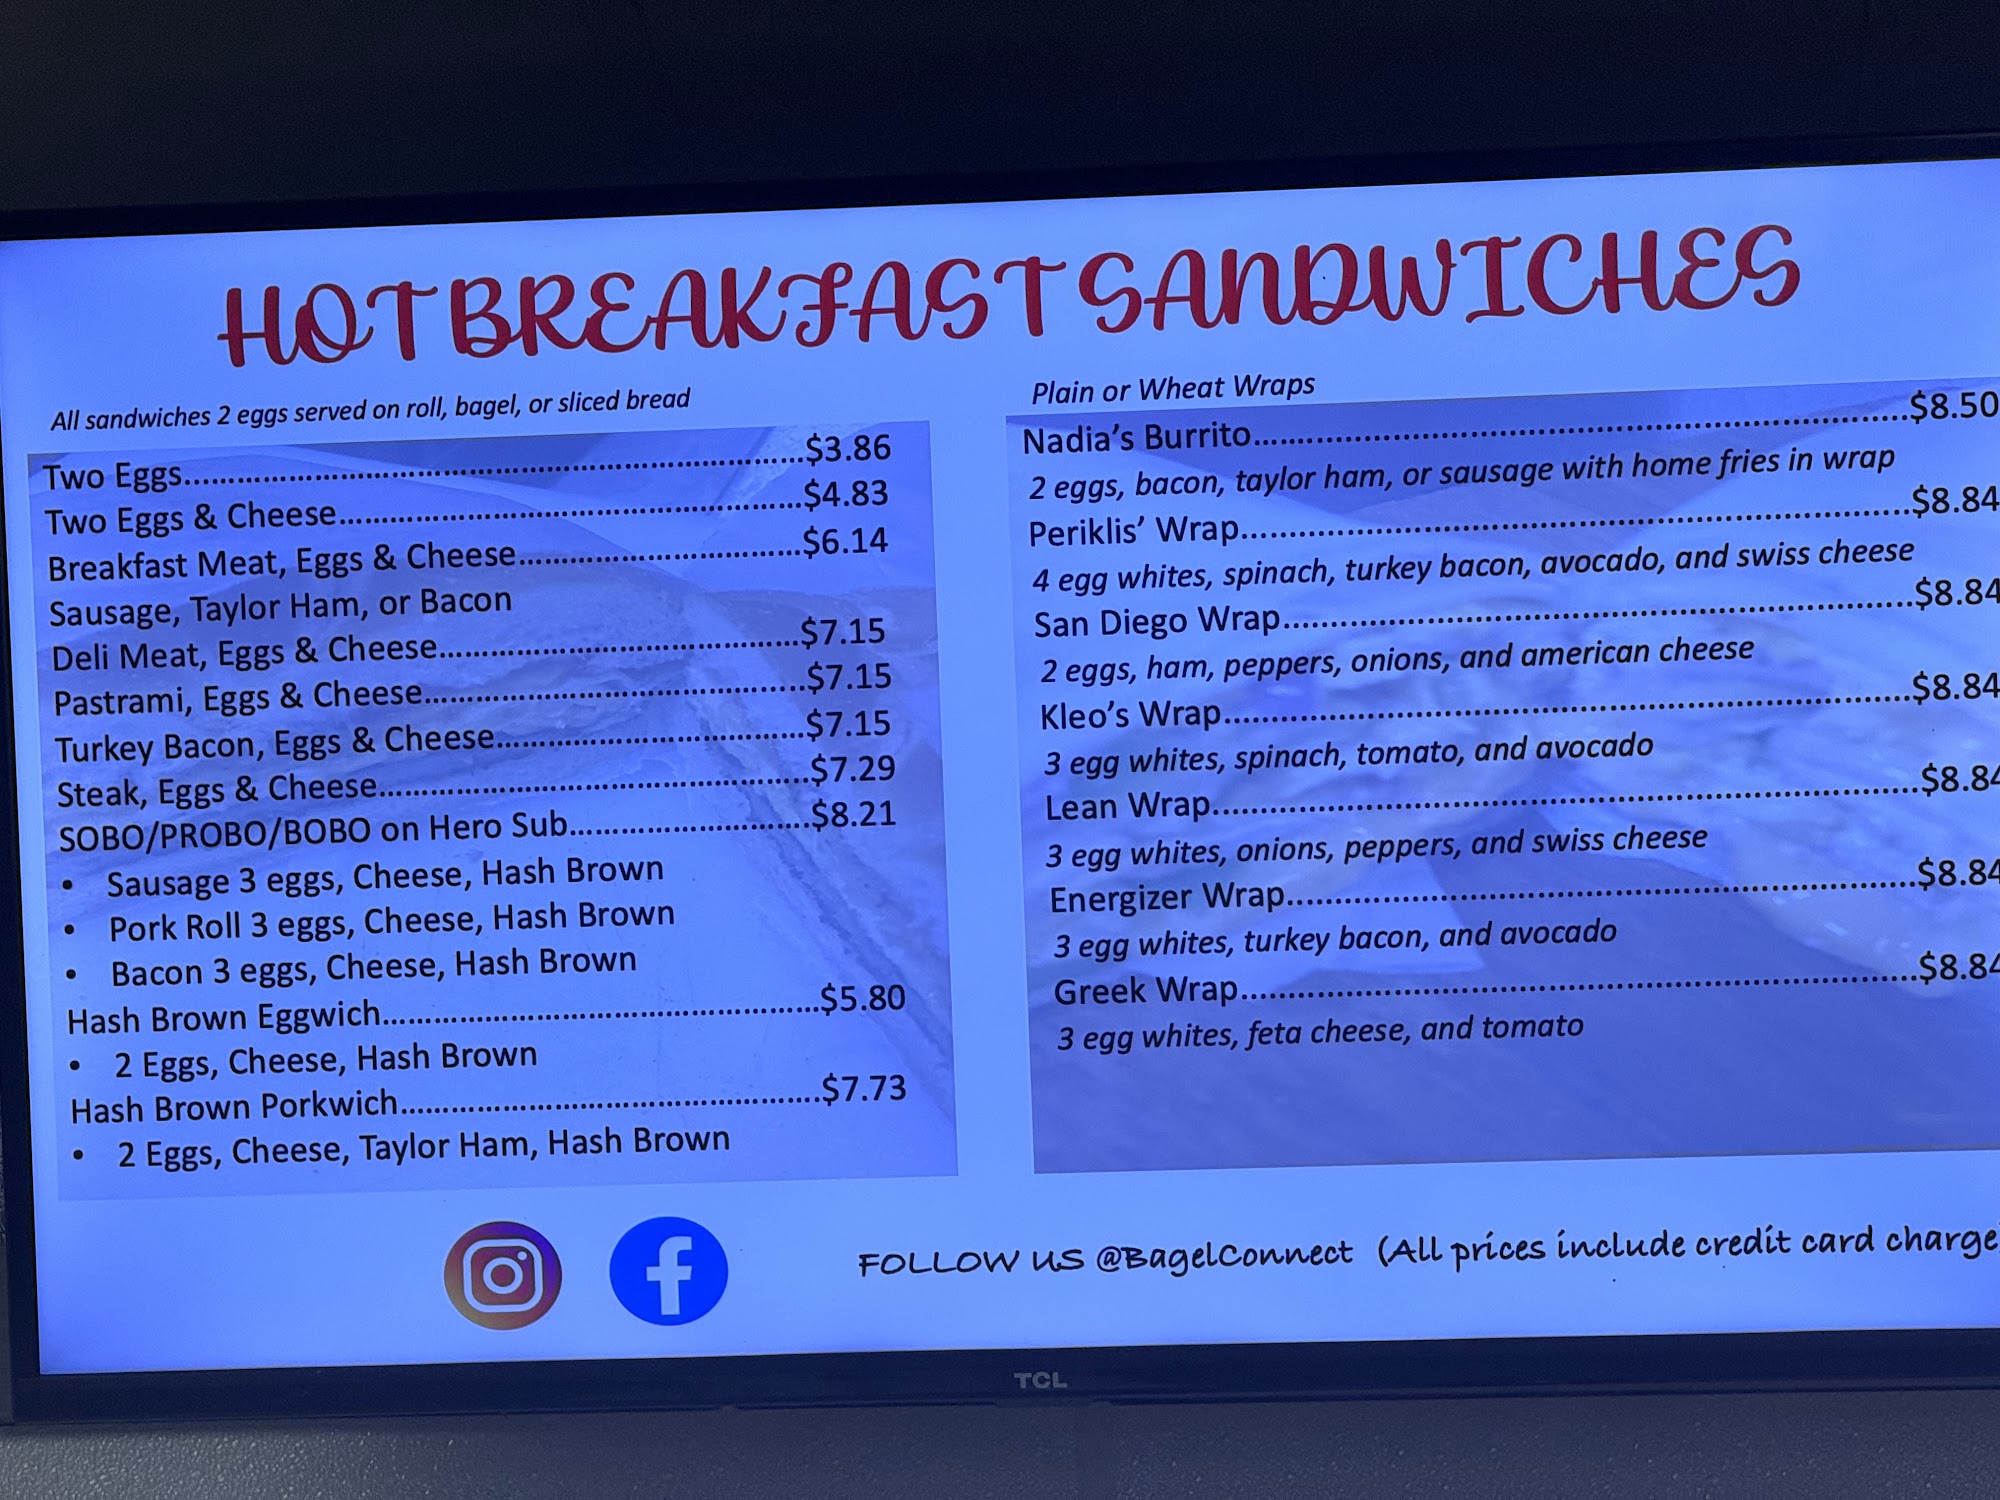 HOT BREAKFAST SANDWICHES
All sandwiches 2 eggs served on roll, bagel, or sliced bread
Two Eggs $3.86
Two Eggs & Cheese $4.83
Breakfast Meat, Eggs & Cheese $6.14
Sausage, Taylor Ham, or Bacon
Deli Meat, Eggs & Cheese $7.15
Pastrami, Eggs & Cheese $7.15
Turkey Bacon, Eggs & Cheese $7.15
Steak, Eggs & Cheese $7.29
SOBO/PROBO/BOBO on Hero Sub $8.21
• Sausage 3 eggs, Cheese, Hash Brown
• Pork Roll 3 eggs, Cheese, Hash Brown
• Bacon 3 eggs, Cheese, Hash Brown
Hash Brown Eggwich $5.80
• 2 Eggs, Cheese, Hash Brown
Hash Brown Porkwich $7.73
• 2 Eggs, Cheese, Taylor Ham, Hash Brown
Plain or Wheat Wraps
Nadia's Burrito $8.50
2 eggs, bacon, taylor ham, or sausage with home fries in wrap
Periklis' Wrap $8.84
4 egg whites, spinach, turkey bacon, avocado, and swiss cheese
San Diego Wrap $8.84
2 eggs, ham, peppers, onions, and american cheese
Kleo's Wrap $8.84
3 egg whites, spinach, tomato, and avocado
Lean Wrap $8.84
3 egg whites, onions, peppers, and swiss cheese
Energizer Wrap $8.84
3 egg whites, turkey bacon, and avocado
Greek Wrap $8.84
3 egg whites, feta cheese, and tomato
FOLLOW US @BagelConnect (All prices include credit card charge)
TCL